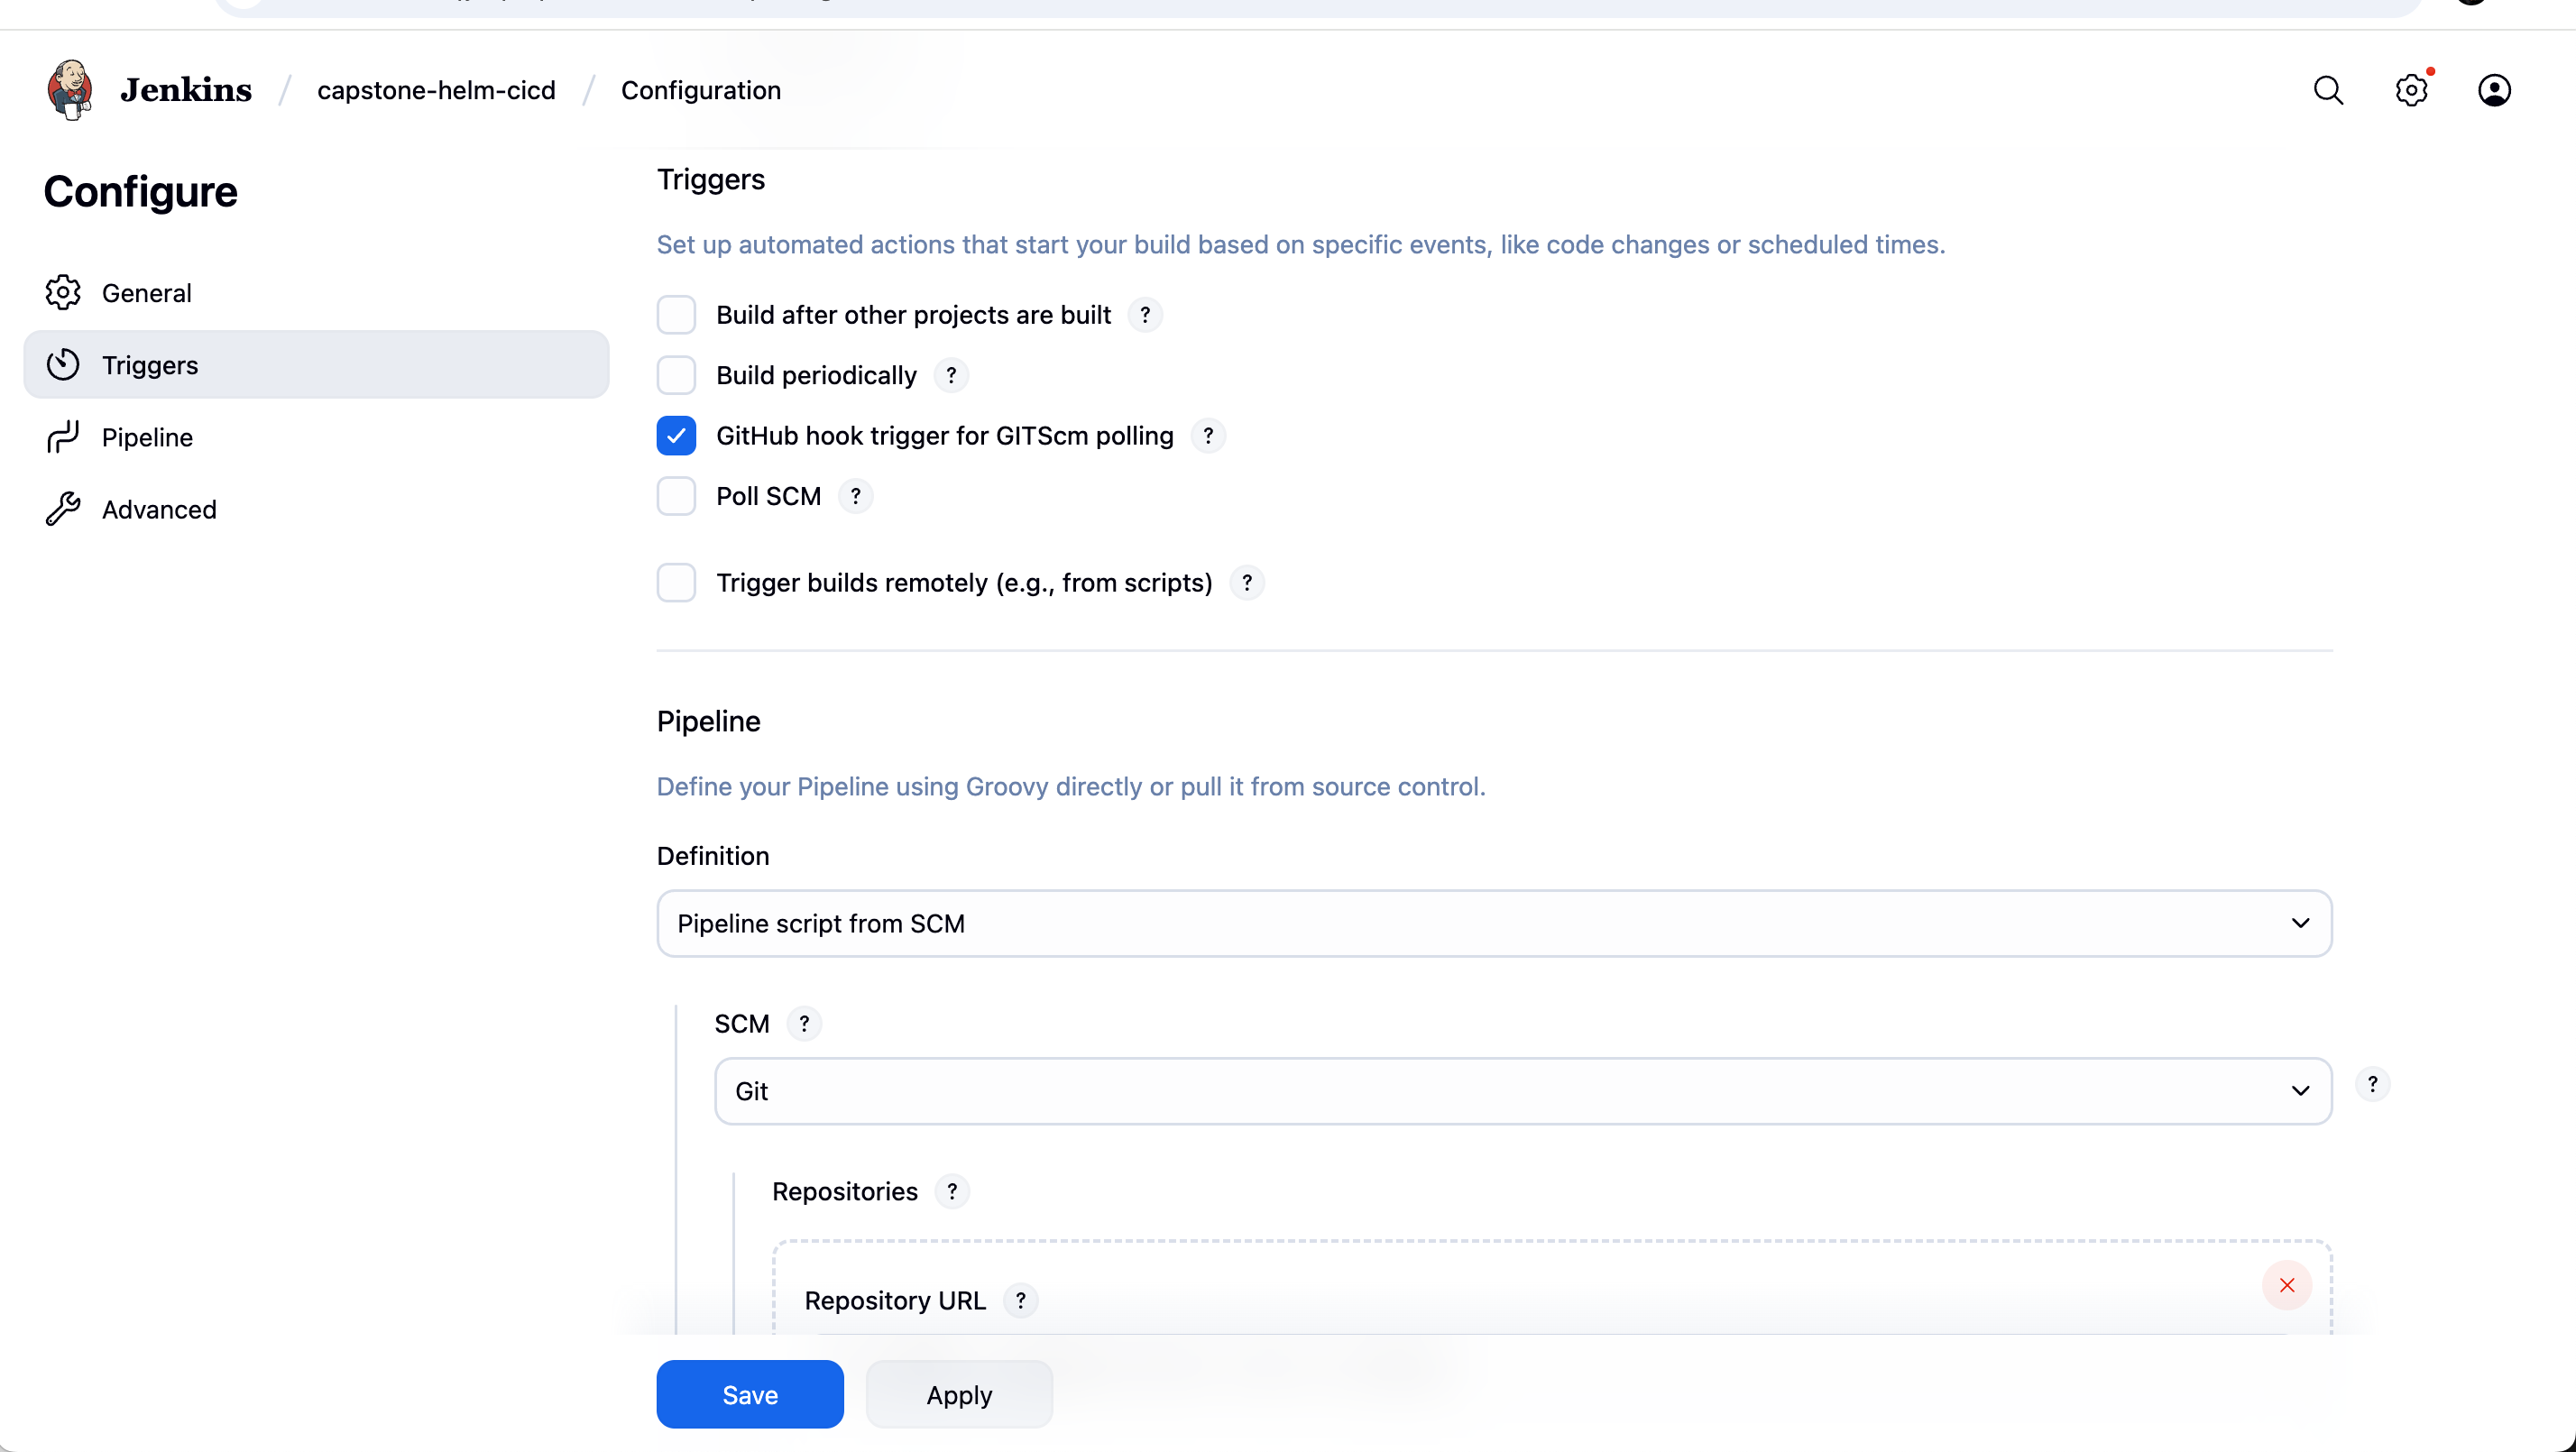 Jenkins / capstone-helm-cicd / Configuration
Configure
General
Triggers
Pipeline
Advanced
Triggers
Set up automated actions that start your build based on specific events, like code changes or scheduled times.
Build after other projects are built ?
Build periodically ?
GitHub hook trigger for GITScm polling ?
Poll SCM ?
Trigger builds remotely (e.g., from scripts) ?
Pipeline
Define your Pipeline using Groovy directly or pull it from source control.
Definition
Pipeline script from SCM
SCM ?
Git
?
Repositories ?
Repository URL ?
Save
Apply